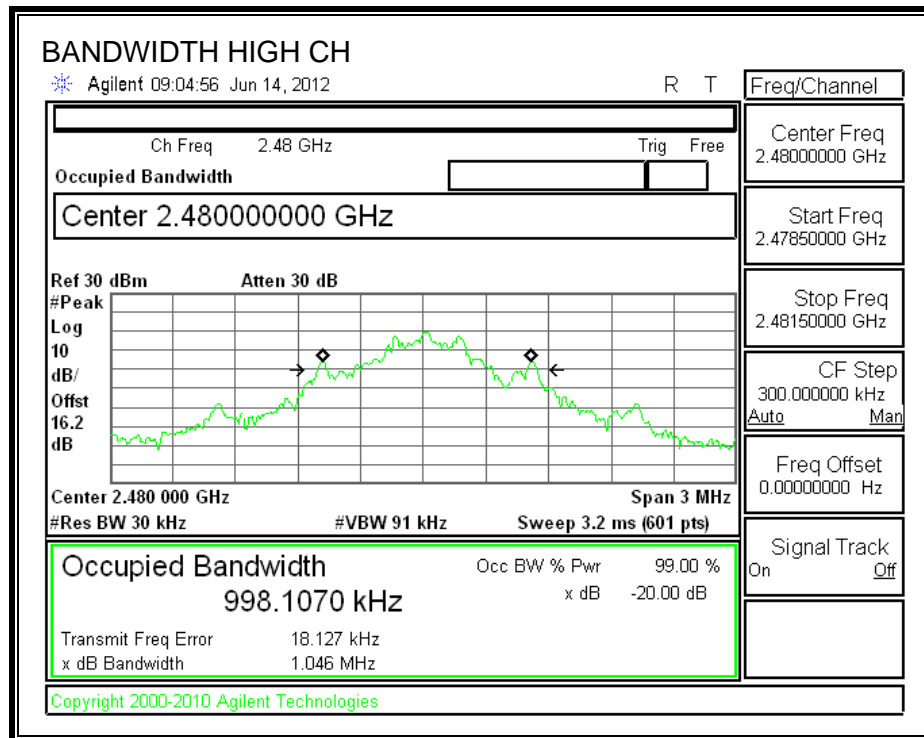 BANDWIDTH HIGH CH
Agilent 09:04:56 Jun 14, 2012 R T
Freq/Channel
Ch Freq 2.48 GHz Trig Free
Occupied Bandwidth
Center 2.480000000 GHz
Ref 30 dBm Atten 30 dB
#Peak
Log
10
dB/
Offst
16.2
dB
Center 2.480 000 GHz Span 3 MHz
#Res BW 30 kHz #VBW 91 kHz Sweep 3.2 ms (601 pts)
Occupied Bandwidth Occ BW % Pwr 99.00 %
998.1070 kHz x dB -20.00 dB
Transmit Freq Error 18.127 kHz
x dB Bandwidth 1.046 MHz
Copyright 2000-2010 Agilent Technologies
Center Freq
2.48000000 GHz
Start Freq
2.47850000 GHz
Stop Freq
2.48150000 GHz
CF Step
300.000000 kHz
Auto Man
Freq Offset
0.00000000 Hz
Signal Track
On Off